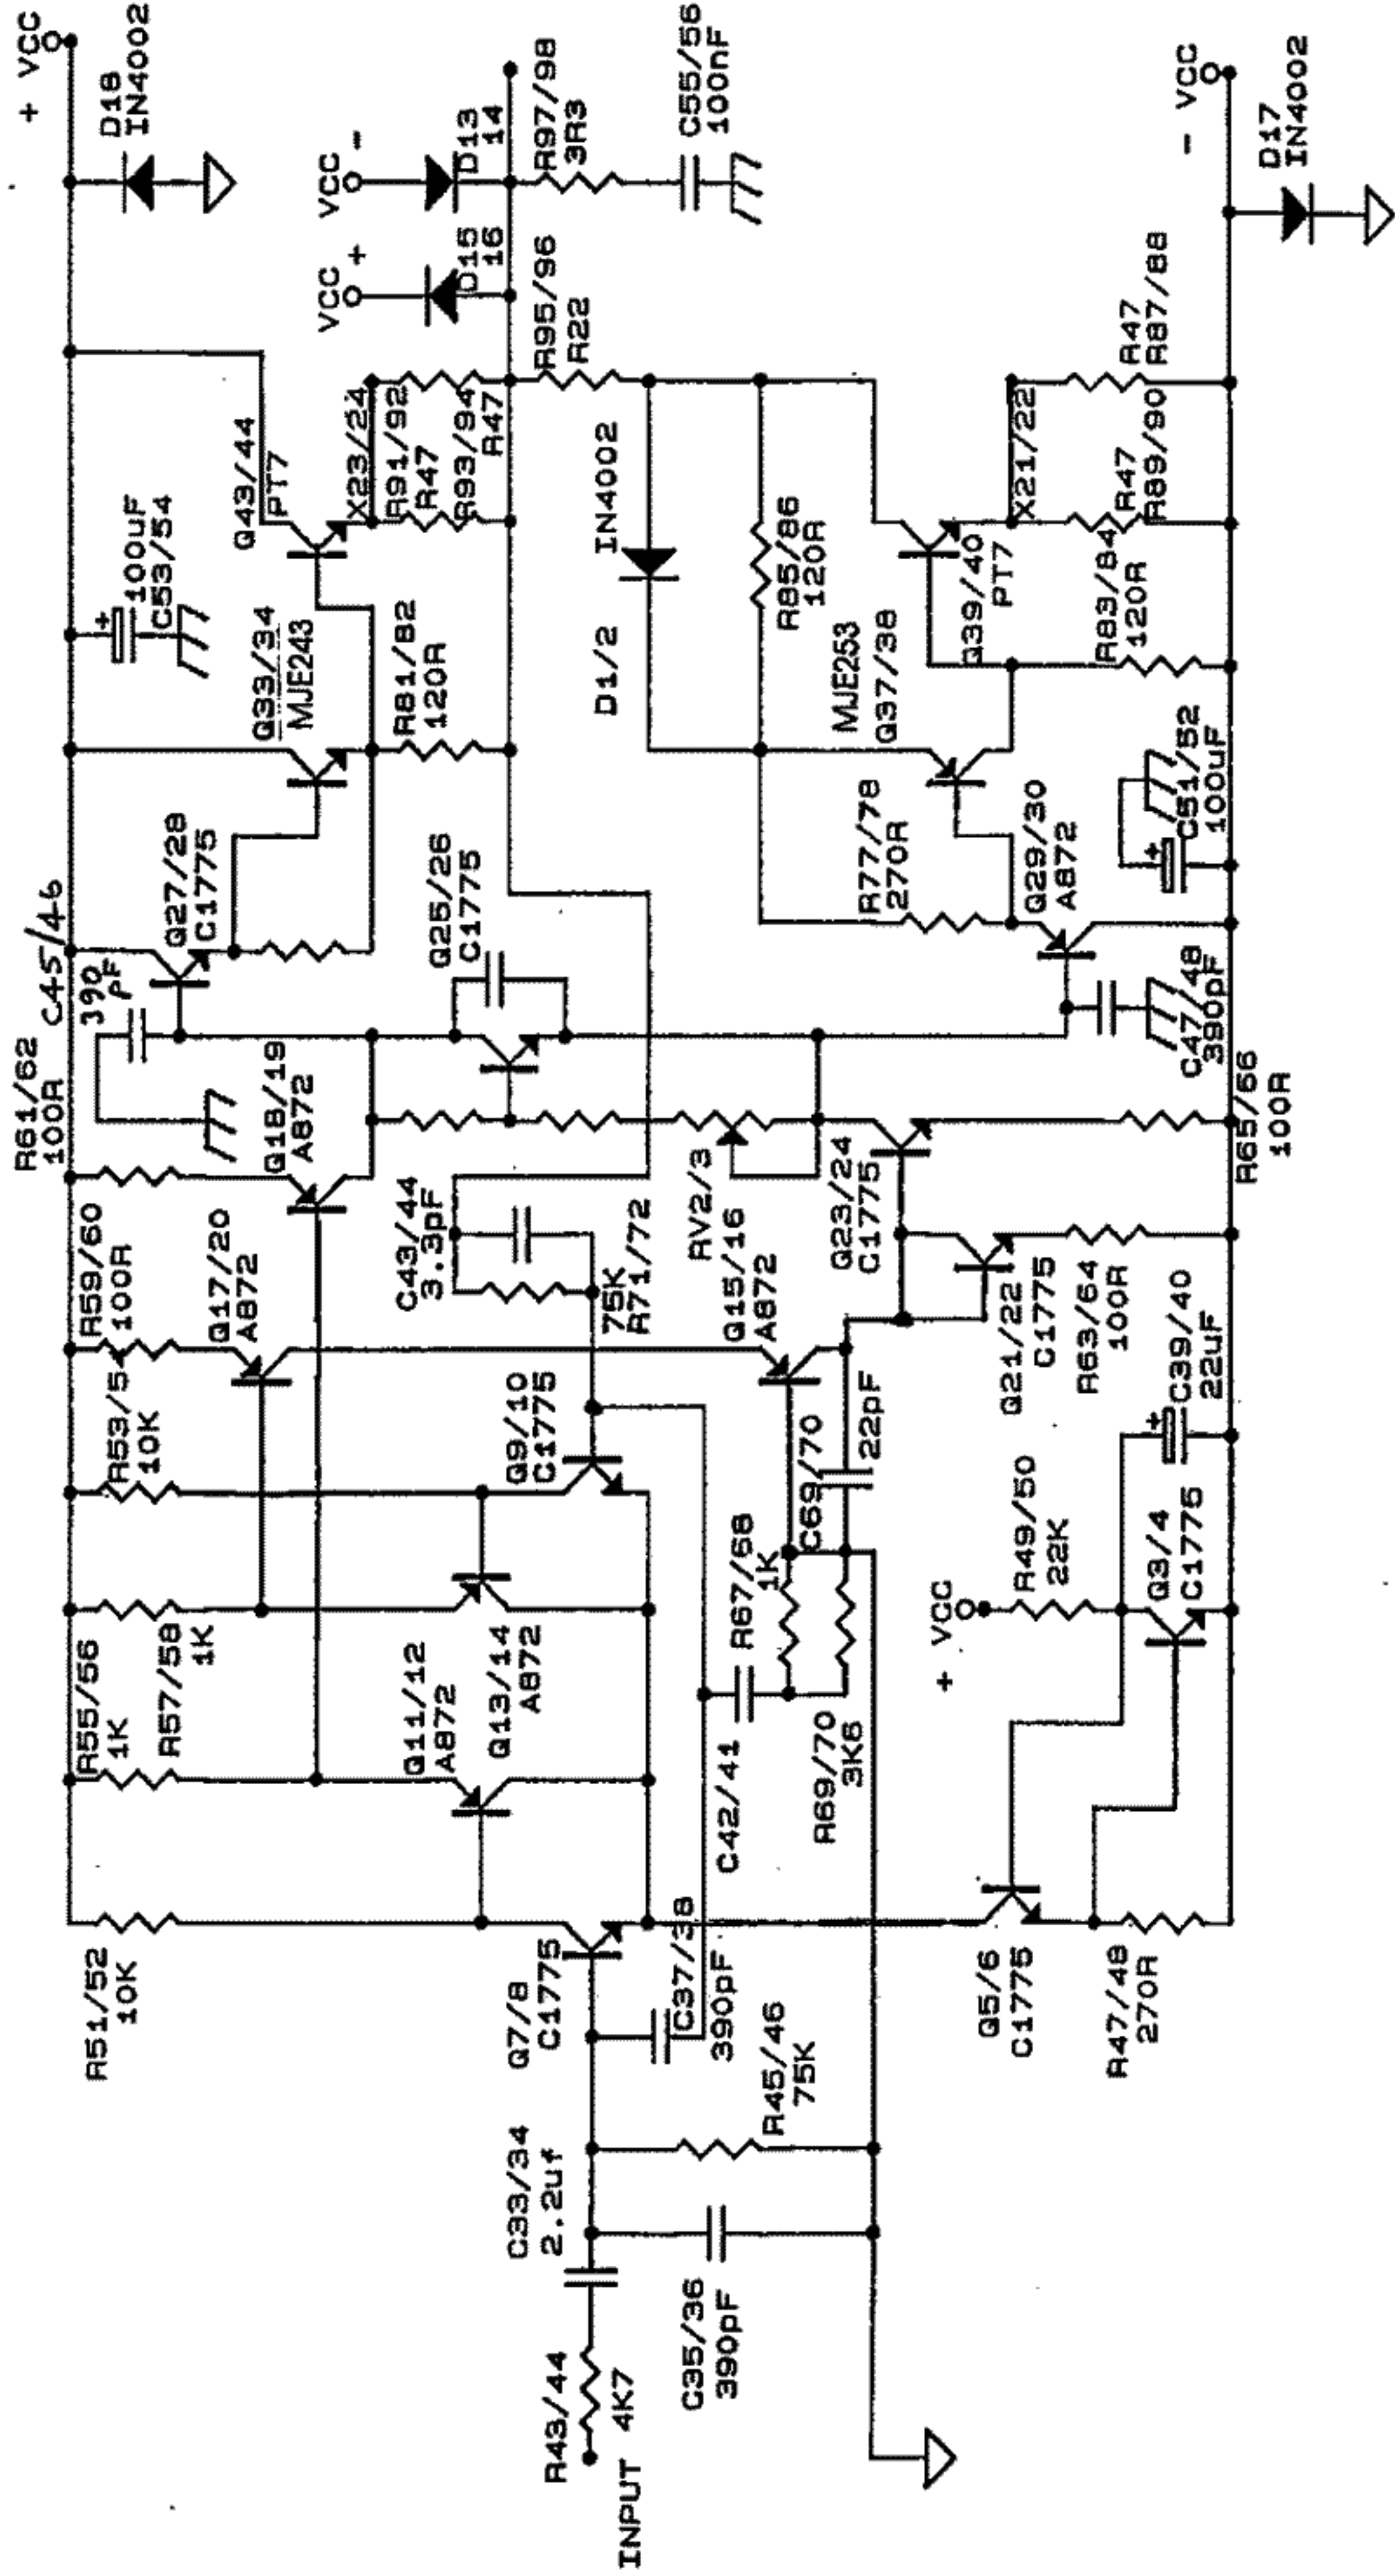 R43/44
INPUT 4K7
C33/34
2.2uf
C35/36
390pF
R45/46
75K
R51/52
10K
Q7/8
C1775
C37/38
390pF
Q5/6
C1775
R47/48
270R
R55/56
1K
R57/58
1K
Q11/12
A872
Q13/14
A872
C42/41
R67/68
1K
R69/70
3K6
C69/70
22pF
+ VCC
R49/50
22K
Q3/4
C1775
C39/40
22uF
+
R53/54
10K
Q9/10
C1775
R59/60
100R
Q17/20
A872
C43/44
3.3pF
75K
R71/72
Q15/16
A872
RV2/3
Q21/22
C1775
R63/64
100R
Q23/24
C1775
R65/66
100R
R61/62
100R
Q18/19
A872
C45/46
390
pF
Q27/28
C1775
Q25/26
C1775
C47/48
390pF
Q29/30
A872
R77/78
270R
C51/52
100uF
+
Q33/34
MJE243
R81/82
120R
D1/2
IN4002
MJE253
Q37/38
R85/86
120R
Q39/40
PT7
R83/84
120R
+
100uF
C53/54
Q43/44
PT7
X23/24
R91/92
R47
R93/94
R47
X21/22
R47
R89/90
R47
R87/88
R95/96
R22
VCC +
D15
16
VCC -
D13
14
R97/98
3R3
C55/56
100nF
+ VCC
D18
IN4002
- VCC
D17
IN4002